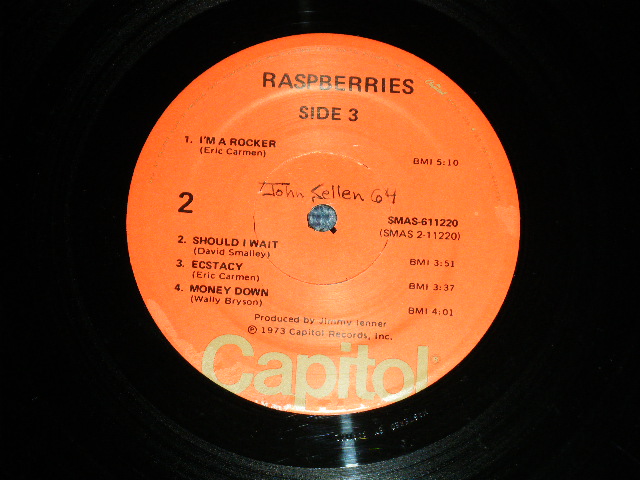 RASPBERRIES
SIDE 3
1. I'M A ROCKER
(Eric Carmen)
BMI 5:10
John Kellen 64
2
SMAS-611220
(SMAS 2-11220)
2. SHOULD I WAIT
(David Smalley)
BMI 3:51
3. ECSTACY
(Eric Carmen)
BMI 3:37
4. MONEY DOWN
(Wally Bryson)
BMI 4:01
Produced by Jimmy Ienner
℗ 1973 Capitol Records, Inc.
Capitol